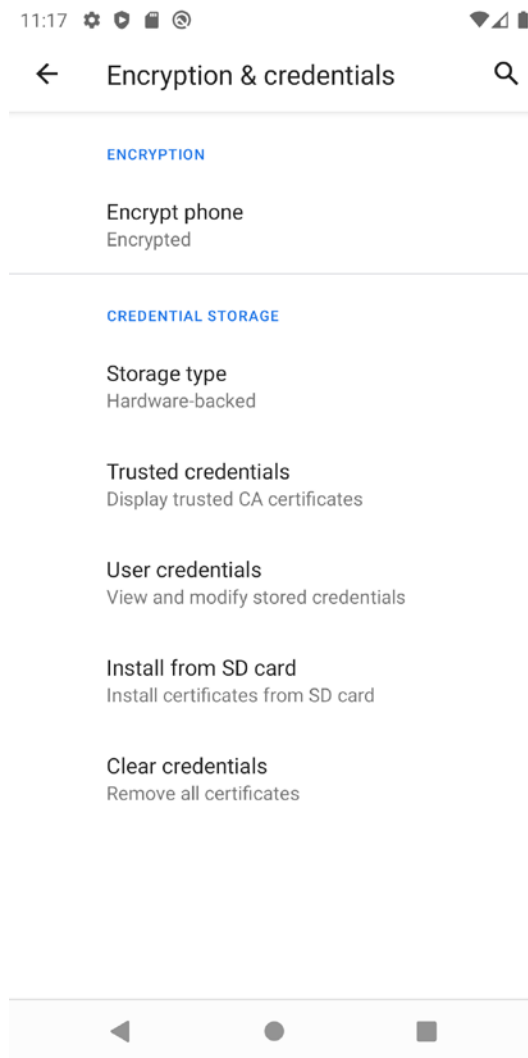 11:17
Encryption & credentials
ENCRYPTION
Encrypt phone
Encrypted
CREDENTIAL STORAGE
Storage type
Hardware-backed
Trusted credentials
Display trusted CA certificates
User credentials
View and modify stored credentials
Install from SD card
Install certificates from SD card
Clear credentials
Remove all certificates